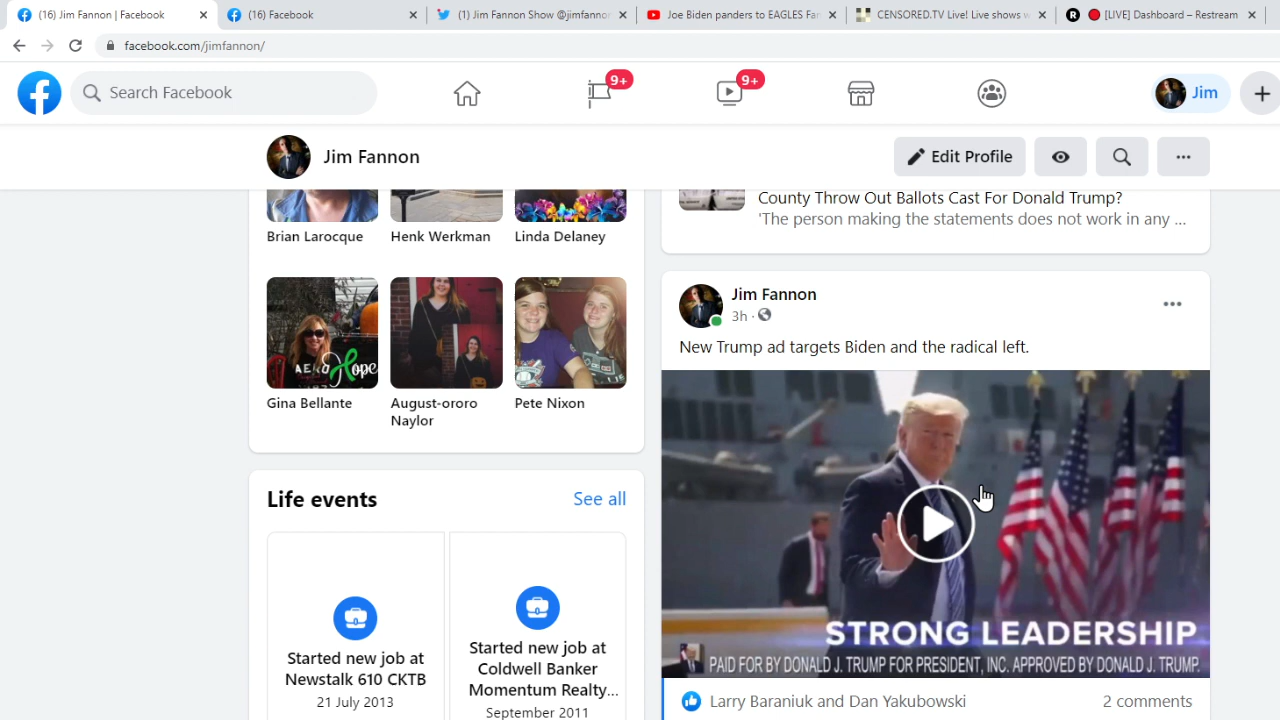 (16) Jim Fannon | Facebook
(16) Facebook
(1) Jim Fannon Show @jimfannor
Joe Biden panders to EAGLES Fan
CENSORED.TV Live! Live shows w
[LIVE] Dashboard – Restream
facebook.com/jimfannon/
Search Facebook
9+
9+
Jim
Jim Fannon
Edit Profile
Brian Larocque
Henk Werkman
Linda Delaney
County Throw Out Ballots Cast For Donald Trump?
'The person making the statements does not work in any ...
Jim Fannon
3h ·
New Trump ad targets Biden and the radical left.
AERO
Hope
Gina Bellante
August-ororo
Naylor
Pete Nixon
Life events
See all
STRONG LEADERSHIP
PAID FOR BY DONALD J. TRUMP FOR PRESIDENT, INC. APPROVED BY DONALD J. TRUMP.
Started new job at
Newstalk 610 CKTB
21 July 2013
Started new job at
Coldwell Banker
Momentum Realty...
September 2011
Larry Baraniuk and Dan Yakubowski
2 comments